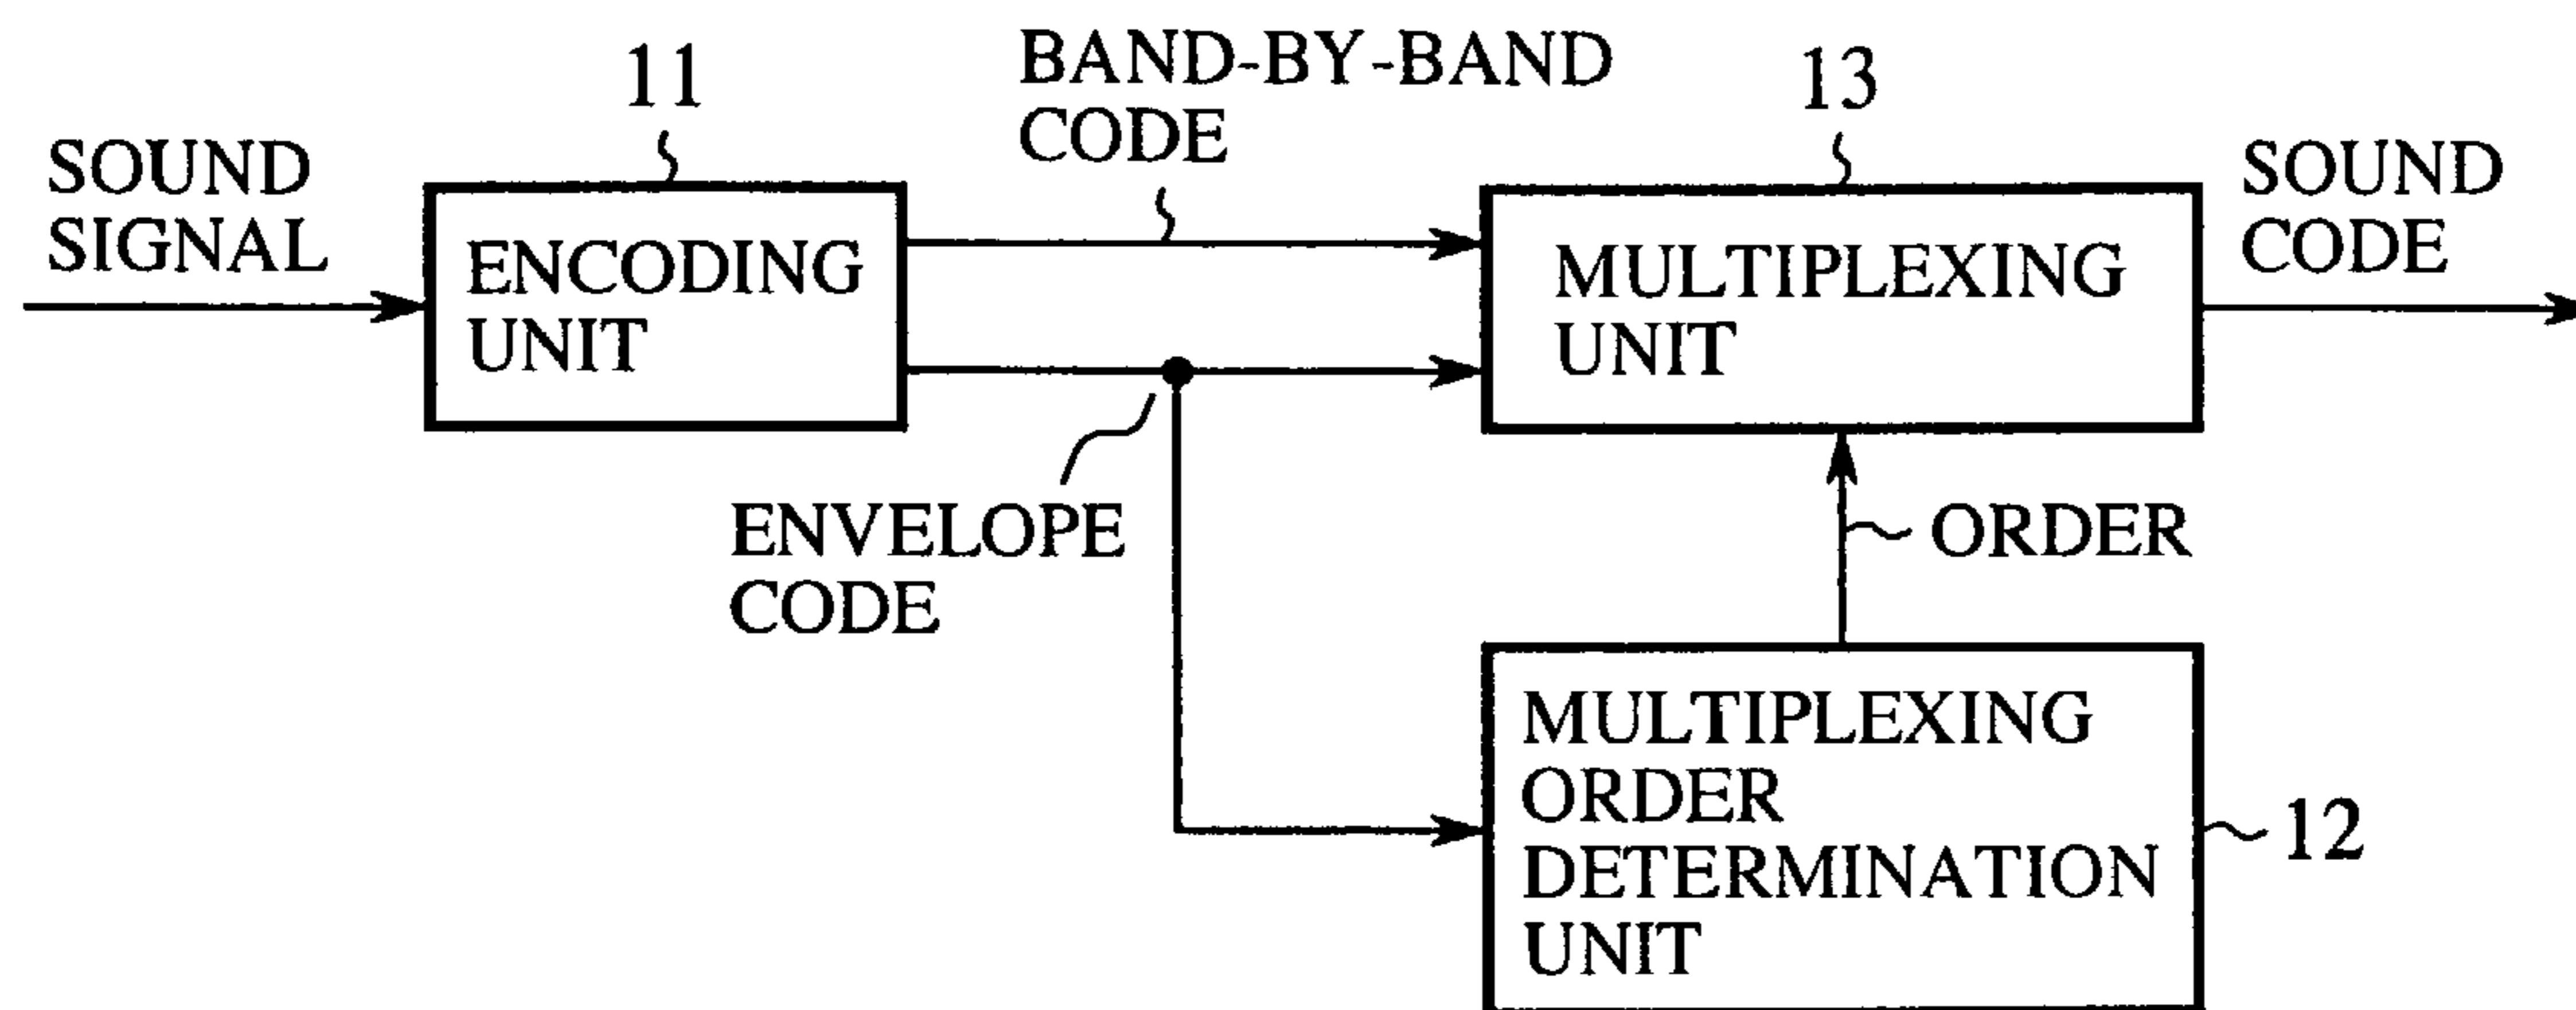 11
BAND-BY-BAND
CODE
13
SOUND
SIGNAL
SOUND
CODE
ENCODING
UNIT
MULTIPLEXING
UNIT
ENVELOPE
CODE
ORDER
MULTIPLEXING
ORDER
DETERMINATION
UNIT
12